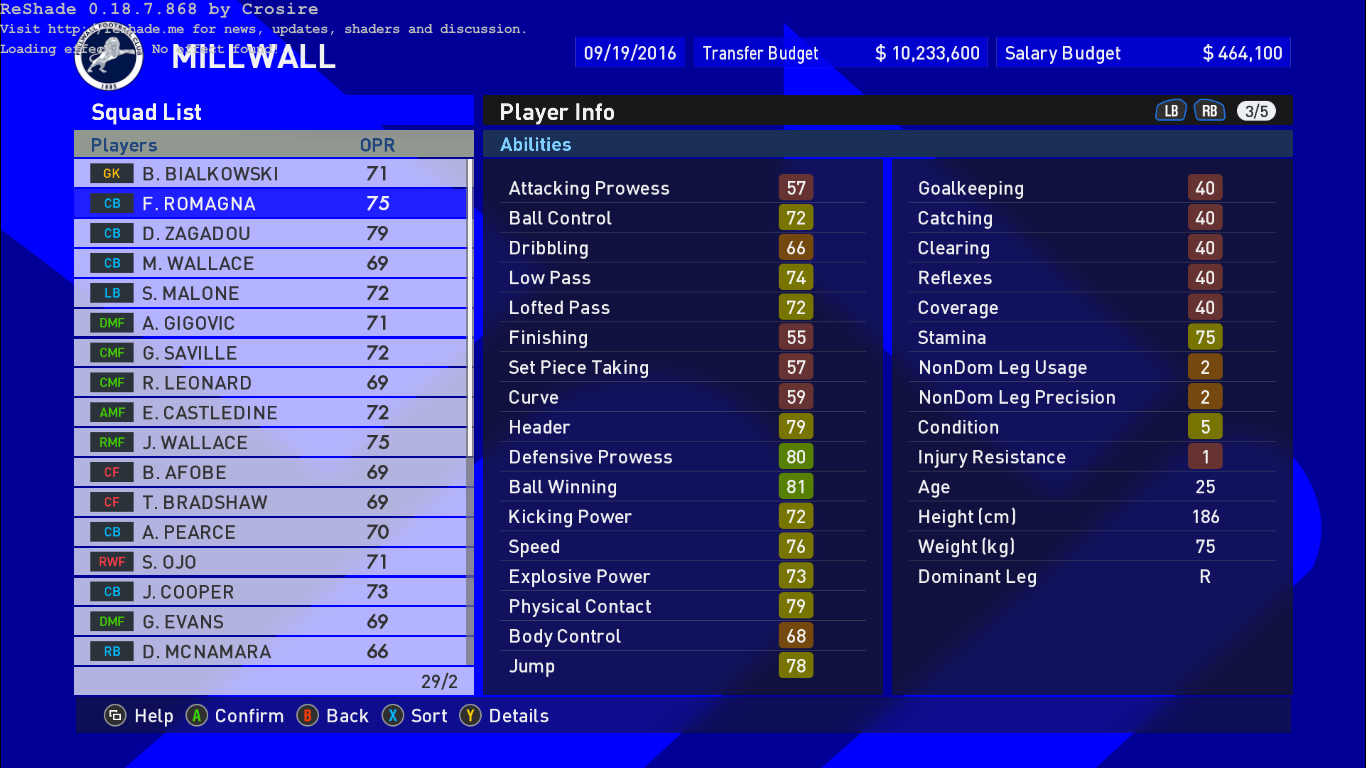 ReShade 0.18.7.868 by Crosire
Visit http://reshade.me for news, updates, shaders and discussion.
Loading No effect found!
MILLWALL
09/19/2016 Transfer Budget $ 10,233,600 Salary Budget $ 464,100
Squad List
Players OPR
GK B. BIALKOWSKI 71
CB F. ROMAGNA 75
CB D. ZAGADOU 79
CB M. WALLACE 69
LB S. MALONE 72
DMF A. GIGOVIC 71
CMF G. SAVILLE 72
CMF R. LEONARD 69
AMF E. CASTLEDINE 72
RMF J. WALLACE 75
CF B. AFOBE 69
CF T. BRADSHAW 69
CB A. PEARCE 70
RWF S. OJO 71
CB J. COOPER 73
DMF G. EVANS 69
RB D. MCNAMARA 66
29/2
Player Info LB RB 3/5
Abilities
Attacking Prowess 57
Ball Control 72
Dribbling 66
Low Pass 74
Lofted Pass 72
Finishing 55
Set Piece Taking 57
Curve 59
Header 79
Defensive Prowess 80
Ball Winning 81
Kicking Power 72
Speed 76
Explosive Power 73
Physical Contact 79
Body Control 68
Jump 78
Goalkeeping 40
Catching 40
Clearing 40
Reflexes 40
Coverage 40
Stamina 75
NonDom Leg Usage 2
NonDom Leg Precision 2
Condition 5
Injury Resistance 1
Age 25
Height (cm) 186
Weight (kg) 75
Dominant Leg R
Help A Confirm B Back X Sort Y Details